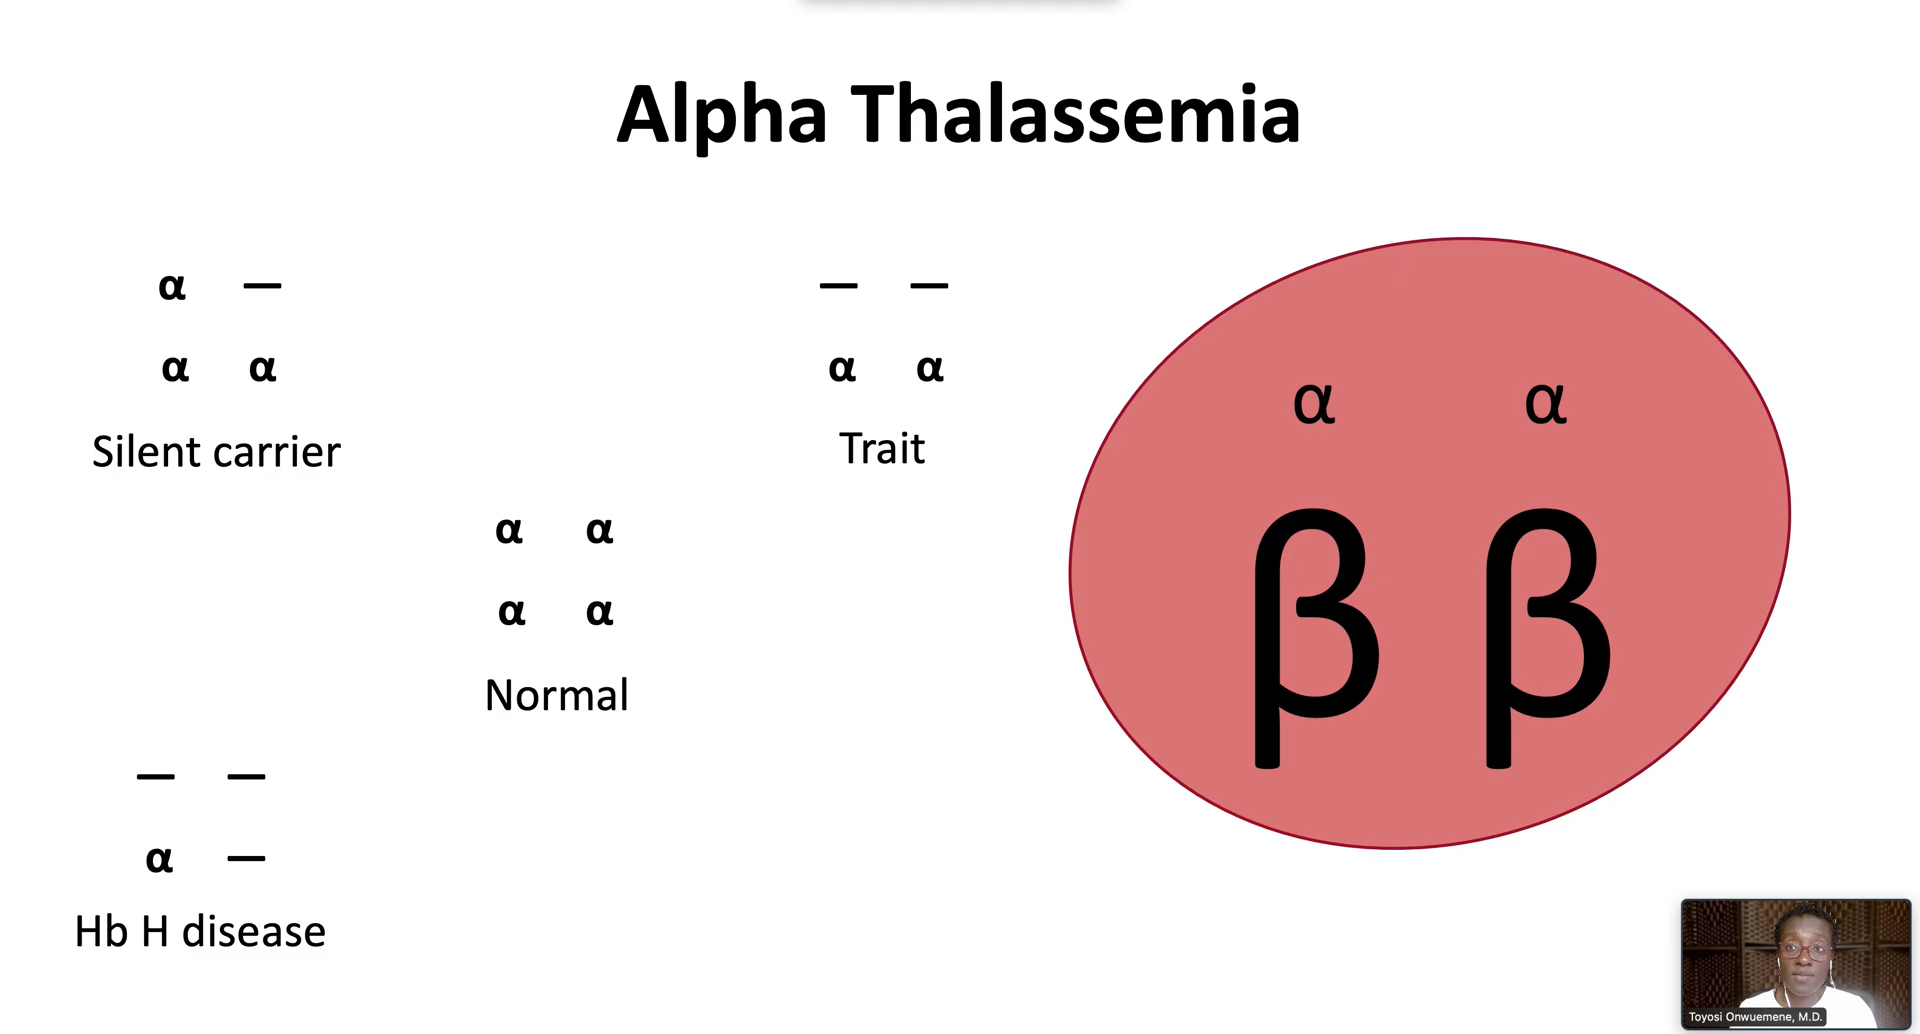 Alpha Thalassemia
α —
α α
Silent carrier
— —
α α
Trait
α α
α α
Normal
— —
α —
Hb H disease
α α
β β
Toyosi Onwuemene, M.D.